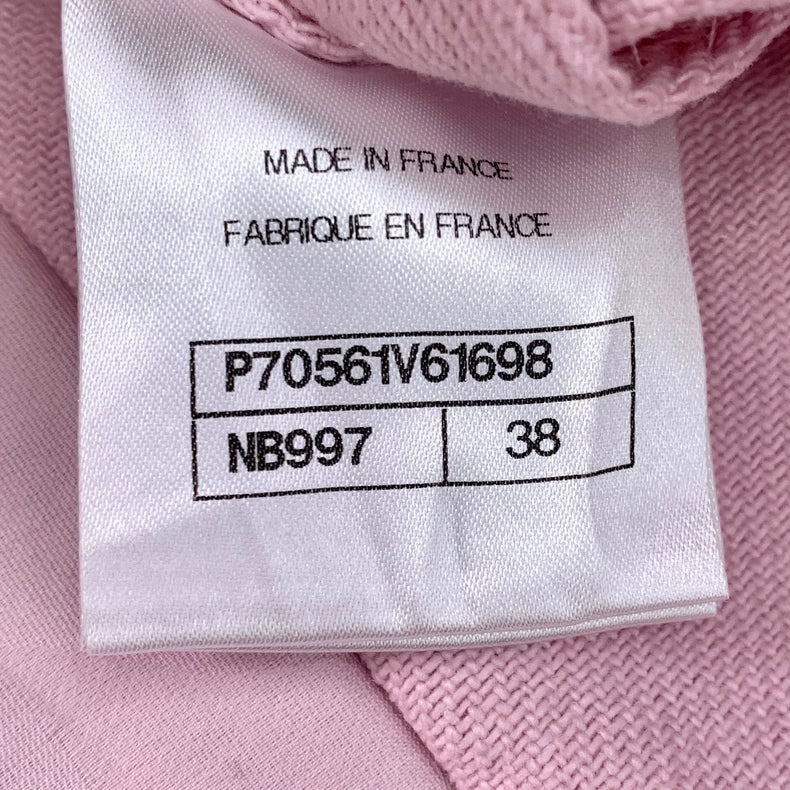 MADE IN FRANCE
FABRIQUE EN FRANCE
P70561V61698
NB997 38